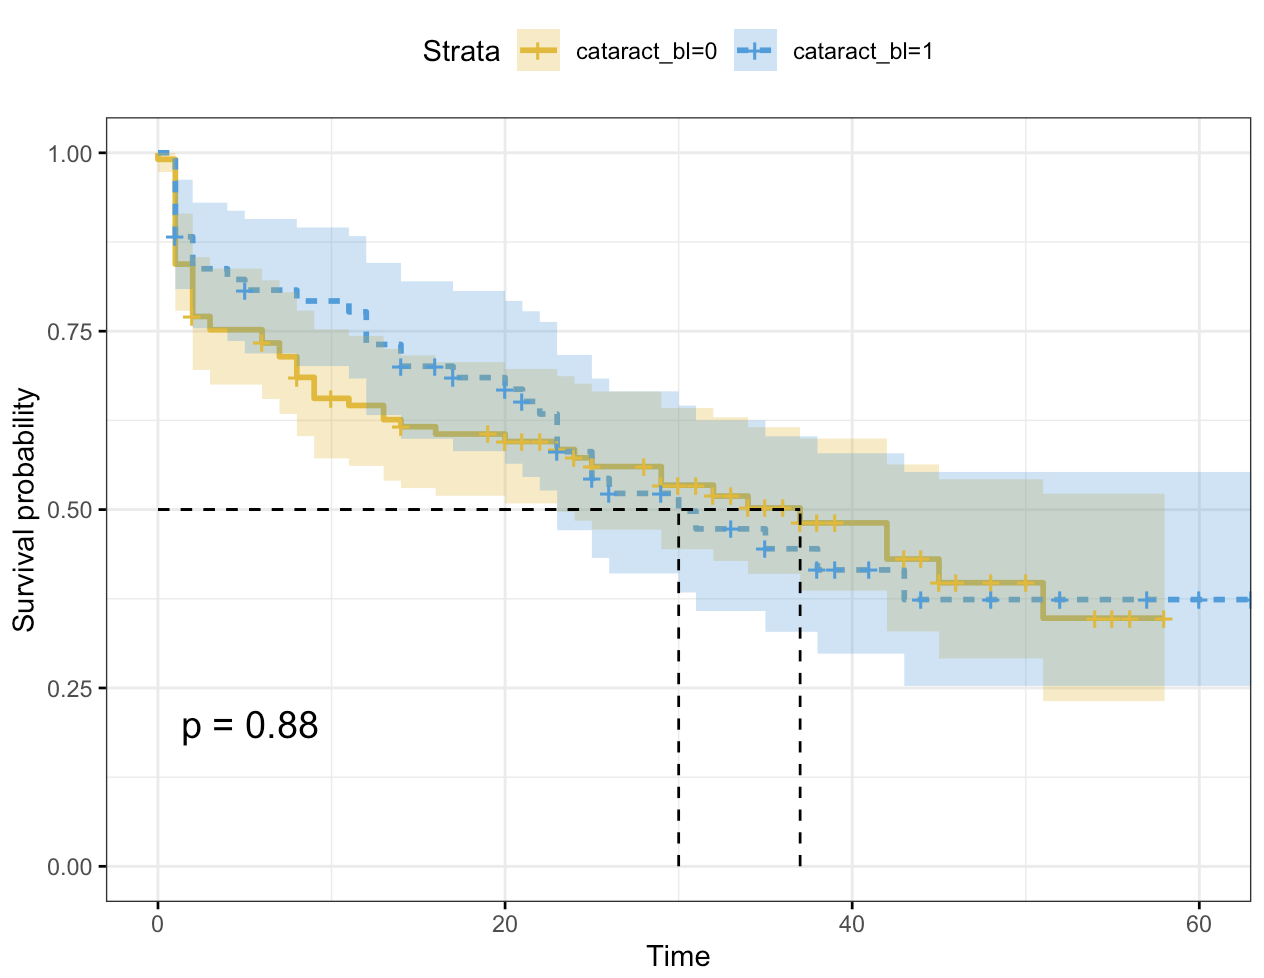 Strata cataract_bl=0 cataract_bl=1
Survival probability
1.00
0.75
0.50
0.25
0.00
p = 0.88
0 20 40 60
Time